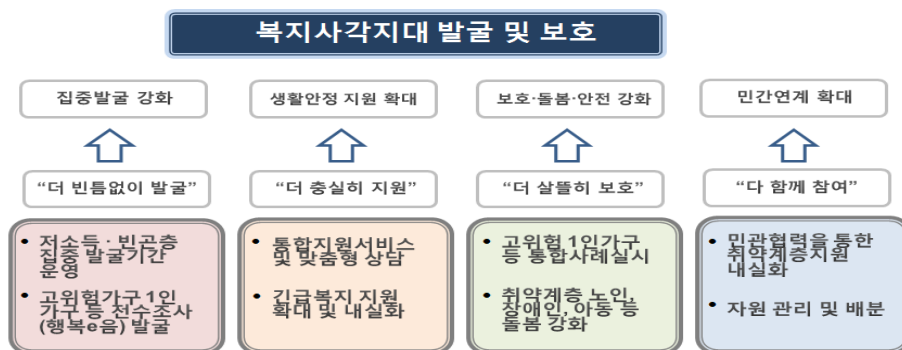 복지사각지대 발굴 및 보호
집중발굴 강화
생활안정 지원 확대
보호·돌봄·안전 강화
민간연계 확대
“더 빈틈없이 발굴”
“더 충실히 지원”
“더 살뜰히 보호”
“다 함께 참여”
• 저소득·빈곤층
집중 발굴기간
운영
• 고위험가구 1인
가구 등 전수조사
(행복e음) 발굴
• 통합지원서비스
및 맞춤형 상담
• 긴급복지 지원
확대 및 내실화
• 고위험 1인가구
등 통합사례실시
• 취약계층 노인,
장애인, 아동 등
돌봄 강화
• 민관협력을 통한
취약계층지원
내실화
• 자원 관리 및 배분